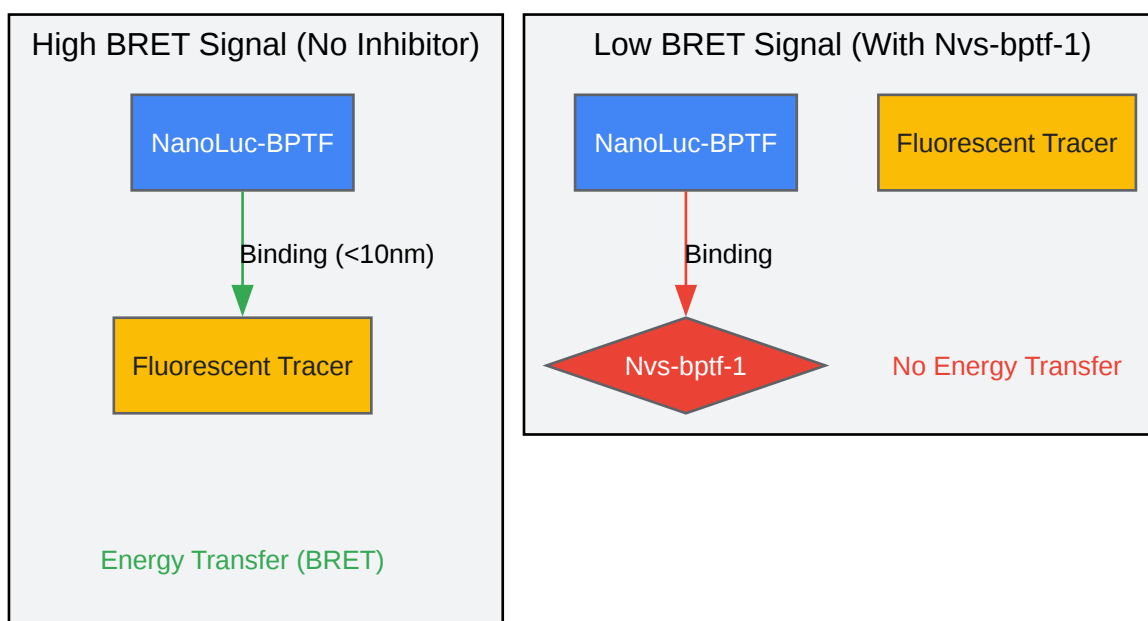 High BRET Signal (No Inhibitor)
NanoLuc-BPTF
Binding (<10nm)
Fluorescent Tracer
Energy Transfer (BRET)
Low BRET Signal (With Nvs-bptf-1)
NanoLuc-BPTF
Fluorescent Tracer
Binding
Nvs-bptf-1
No Energy Transfer